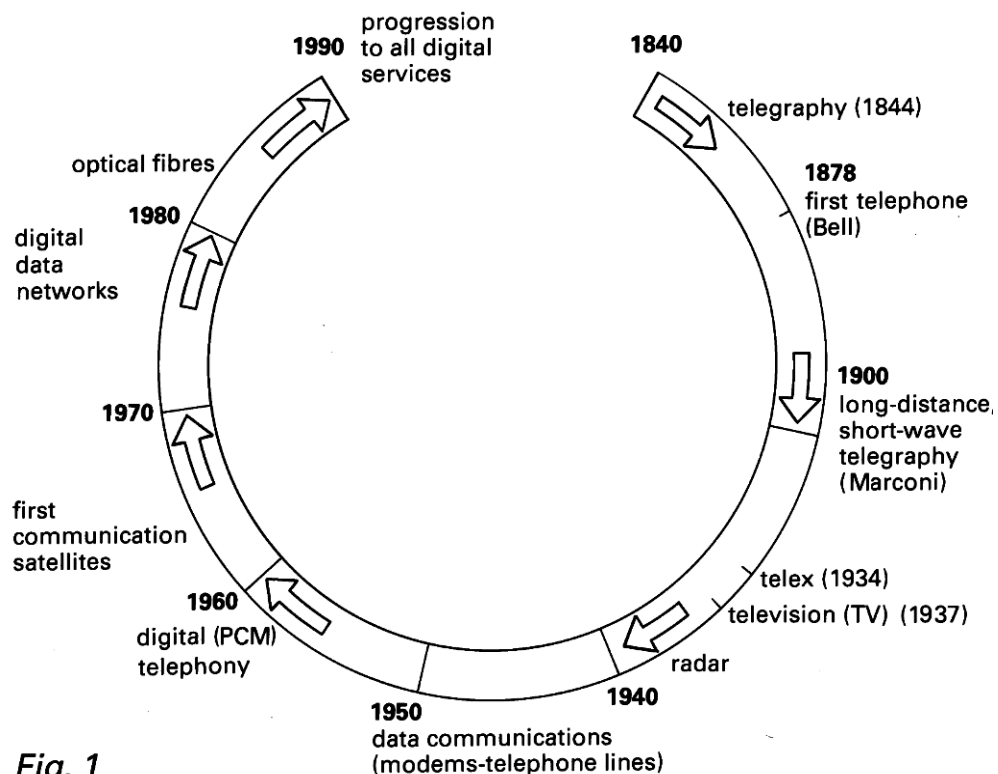 1840
telegraphy (1844)
1878
first telephone
(Bell)
1900
long-distance,
short-wave
telegraphy
(Marconi)
telex (1934)
television (TV) (1937)
radar
1940
1950
data communications
(modems-telephone lines)
1960
digital (PCM)
telephony
first
communication
satellites
1970
digital
data
networks
1980
optical fibres
1990
progression
to all digital
services
Fig. 1